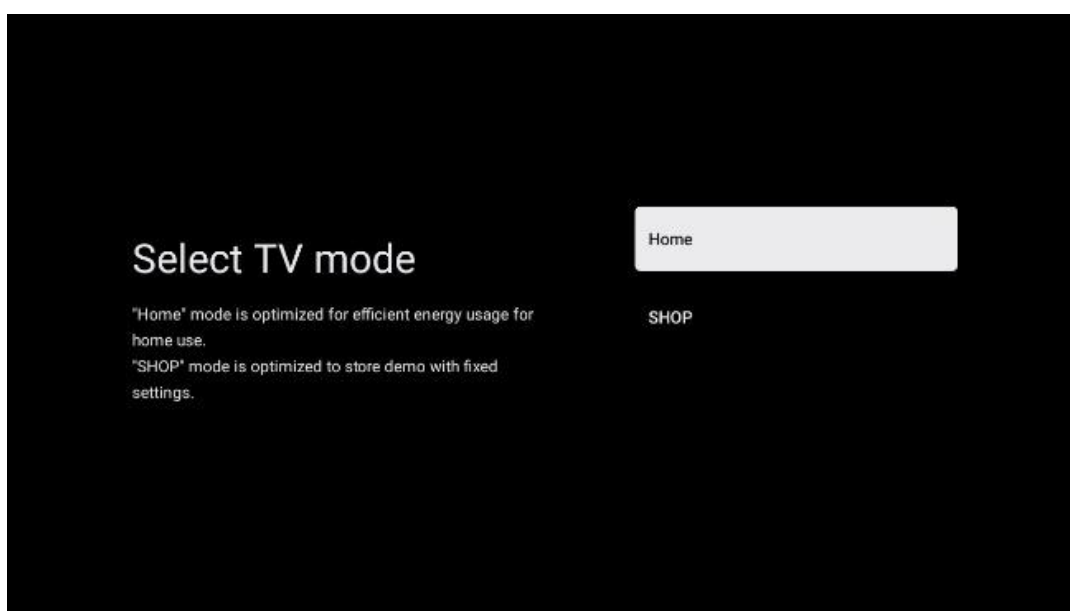 Select TV mode
"Home" mode is optimized for efficient energy usage for
home use.
"SHOP" mode is optimized to store demo with fixed
settings.
Home
SHOP